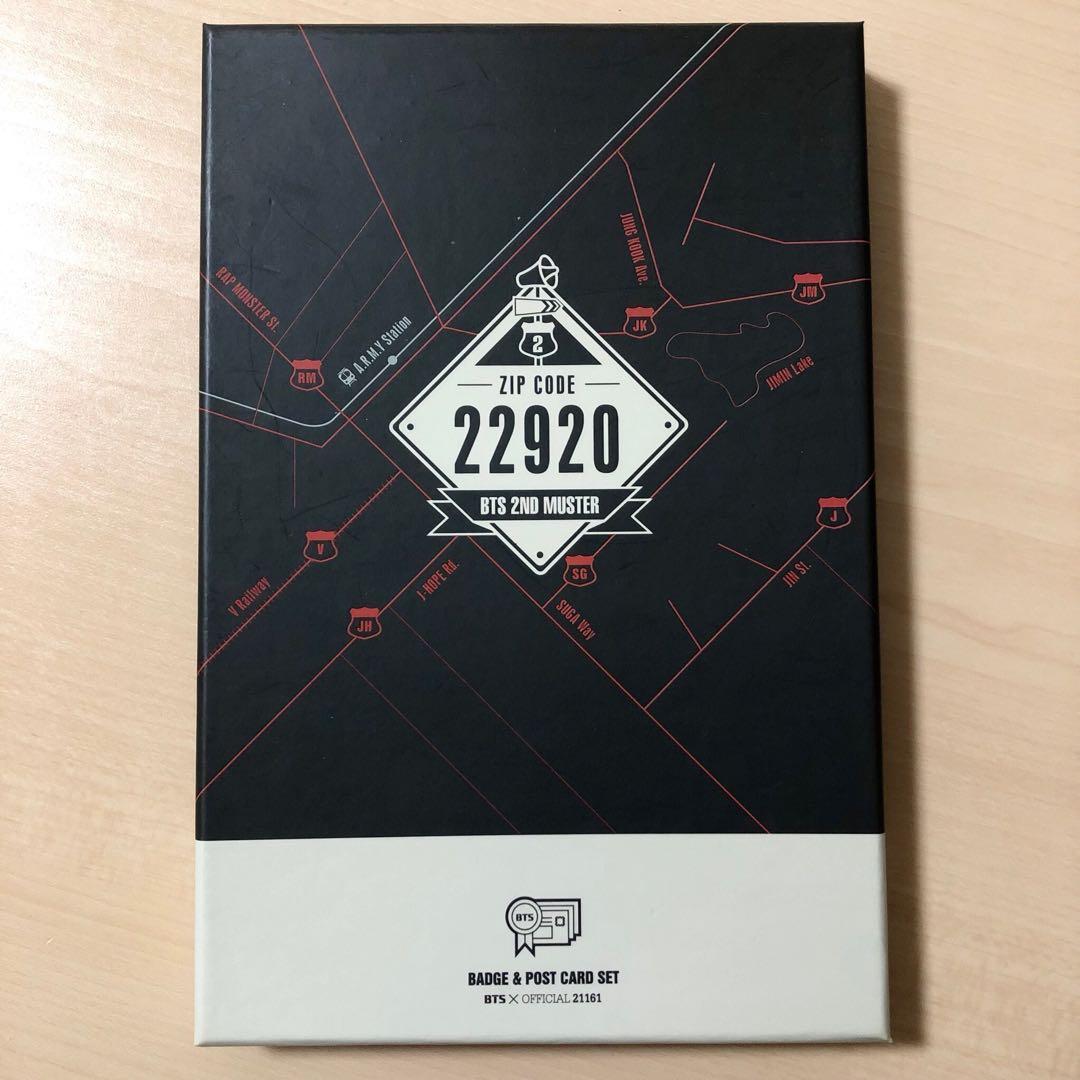 JUNG KOOK Ave.
RAP MONSTER St.
JM
JK
A.R.M.Y Station
2
RM
JIMIN Lake
ZIP CODE
22920
BTS 2ND MUSTER
J
V
SG
J-HOPE Rd.
JIN St.
V Railway
SUGA Way
JH
BTS
BADGE & POST CARD SET
BTS X OFFICIAL 21161